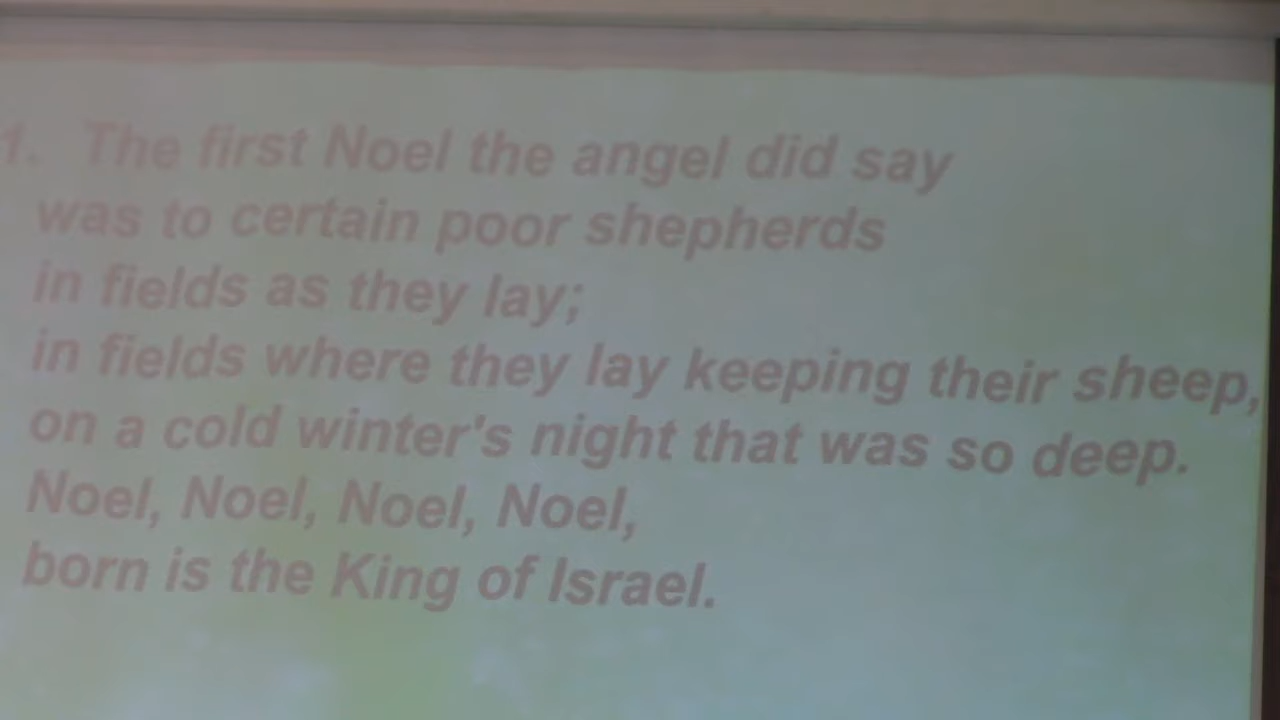 1. The first Noel the angel did say
was to certain poor shepherds
in fields as they lay;
in fields where they lay keeping their sheep,
on a cold winter's night that was so deep.
Noel, Noel, Noel, Noel,
born is the King of Israel.